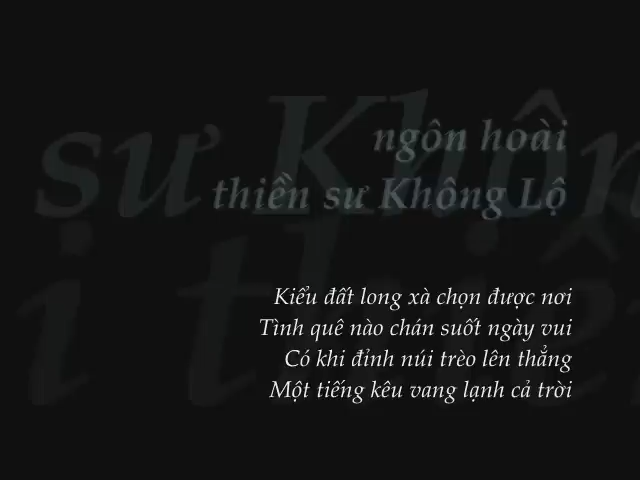 ngôn hoài
thiền sư Không Lộ
Kiểu đất long xà chọn được nơi
Tình quê nào chán suốt ngày vui
Có khi đỉnh núi trèo lên thẳng
Một tiếng kêu vang lạnh cả trời